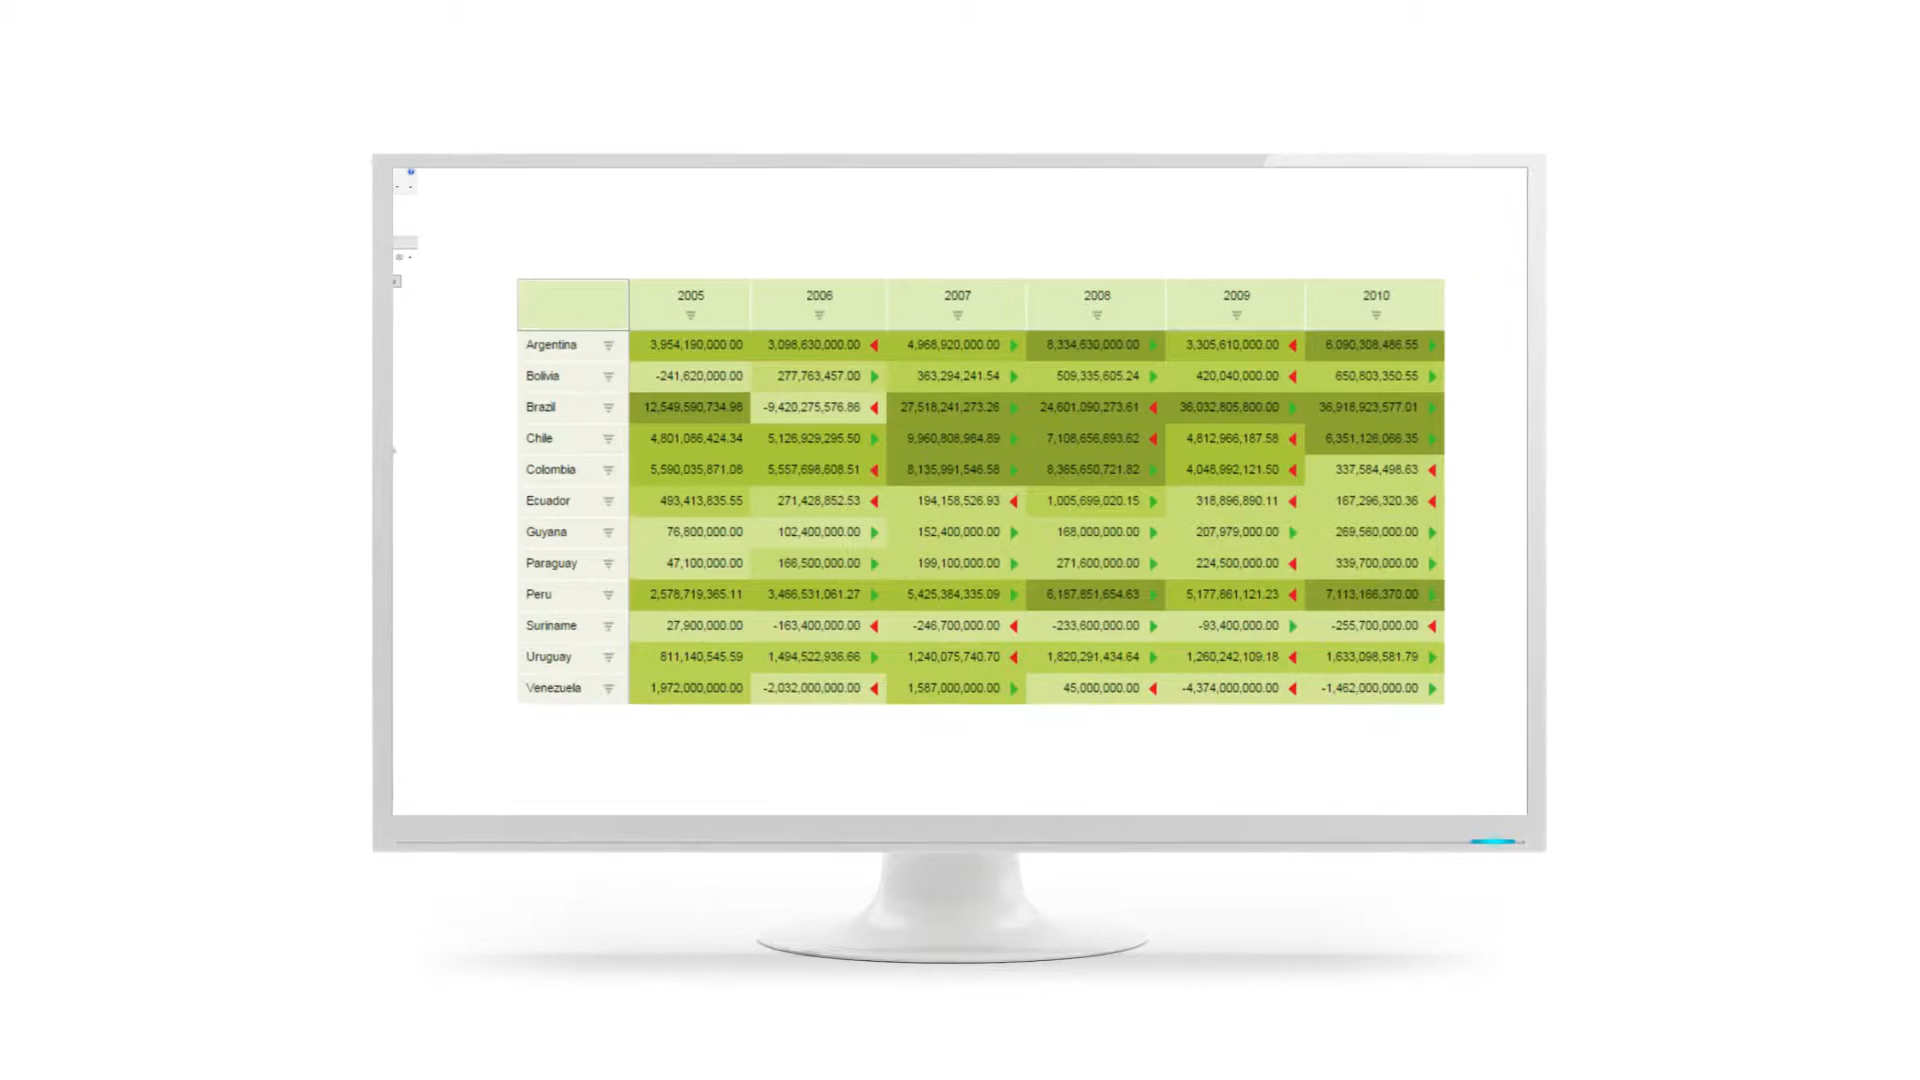 2005 2006 2007 2008 2009 2010
Argentina 3,954,190,000.00 3,098,630,000.00 4,968,920,000.00 8,334,630,000.00 3,305,610,000.00 6,090,308,486.55
Bolivia -241,620,000.00 277,763,457.00 363,294,241.54 509,335,605.24 420,040,000.00 650,803,350.55
Brazil 12,549,590,734.98 -9,420,275,576.86 27,518,241,273.26 24,601,090,273.61 36,032,805,800.00 36,918,923,577.01
Chile 4,801,086,424.34 5,126,929,295.50 9,960,808,984.89 7,108,656,693.62 4,812,966,187.58 6,351,126,066.35
Colombia 5,590,035,871.08 5,557,698,608.51 8,135,991,546.58 8,365,650,721.82 4,048,992,121.50 337,584,498.63
Ecuador 493,413,835.55 271,428,852.53 194,158,526.93 1,005,699,020.15 318,896,890.11 167,296,320.36
Guyana 76,800,000.00 102,400,000.00 152,400,000.00 168,000,000.00 207,979,000.00 269,560,000.00
Paraguay 47,100,000.00 166,500,000.00 199,100,000.00 271,600,000.00 224,500,000.00 339,700,000.00
Peru 2,578,719,365.11 3,466,531,061.27 5,425,384,335.09 6,187,851,654.63 5,177,861,121.23 7,113,166,370.00
Suriname 27,900,000.00 -163,400,000.00 -246,700,000.00 -233,600,000.00 -93,400,000.00 -255,700,000.00
Uruguay 811,140,545.59 1,494,522,936.66 1,240,075,740.70 1,820,291,434.64 1,260,242,109.18 1,633,098,581.79
Venezuela 1,972,000,000.00 -2,032,000,000.00 1,587,000,000.00 45,000,000.00 -4,374,000,000.00 -1,462,000,000.00